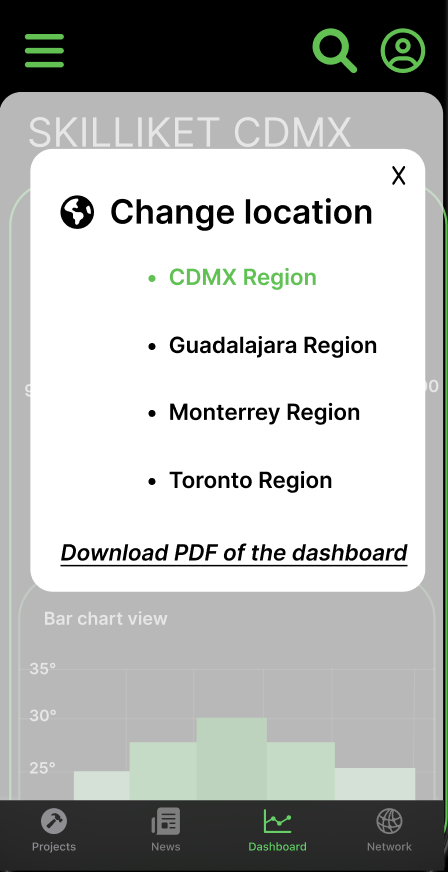 SKILLIKET CDMX
X
Change location
• CDMX Region
• Guadalajara Region
• Monterrey Region
• Toronto Region
Download PDF of the dashboard
Bar chart view
35°
30°
25°
Projects
News
Dashboard
Network